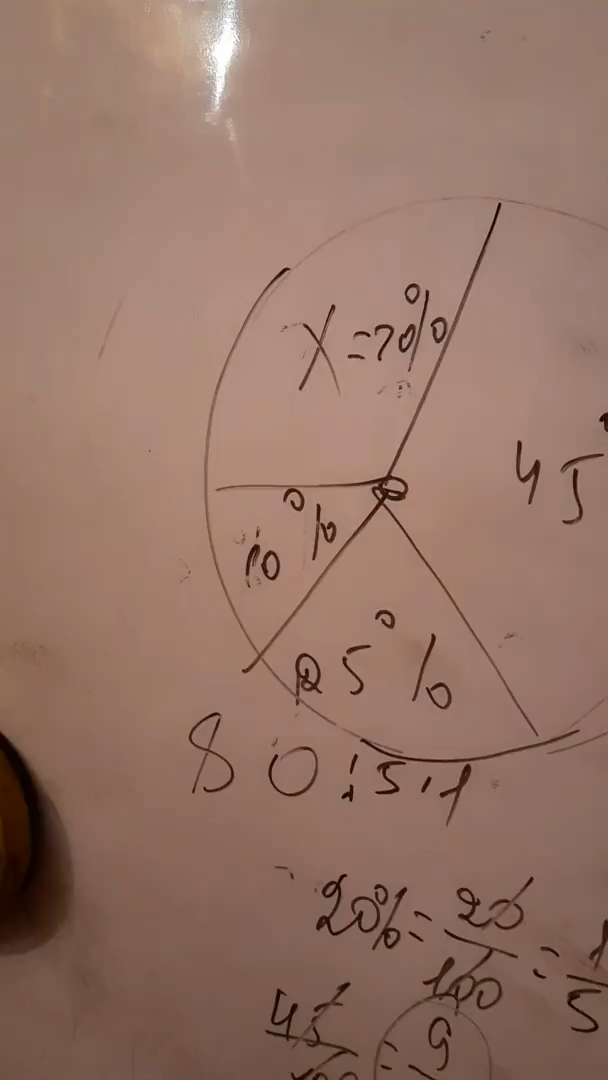 X = 20%
45
10%
25%
80:5·1
20% = 20/100 = 1/5
45/100 = 9